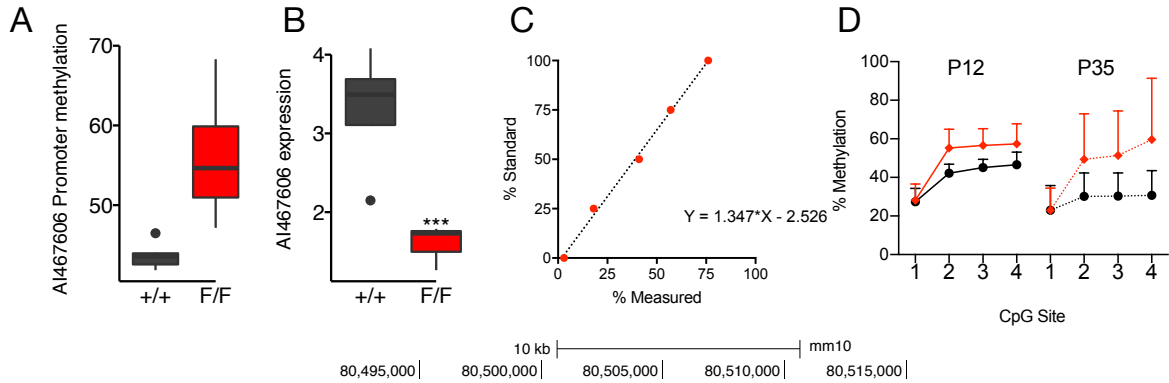 A
AI467606 Promoter methylation
70
60
50
+/+ F/F
B
AI467606 expression
4
3
2
***
+/+ F/F
C
% Standard
100
75
50
25
0
Y = 1.347*X - 2.526
0 25 50 75 100
% Measured
D
% Methylation
100
80
60
40
20
0
P12 P35
1 2 3 4 1 2 3 4
CpG Site
10 kb mm10
80,495,000 80,500,000 80,505,000 80,510,000 80,515,000